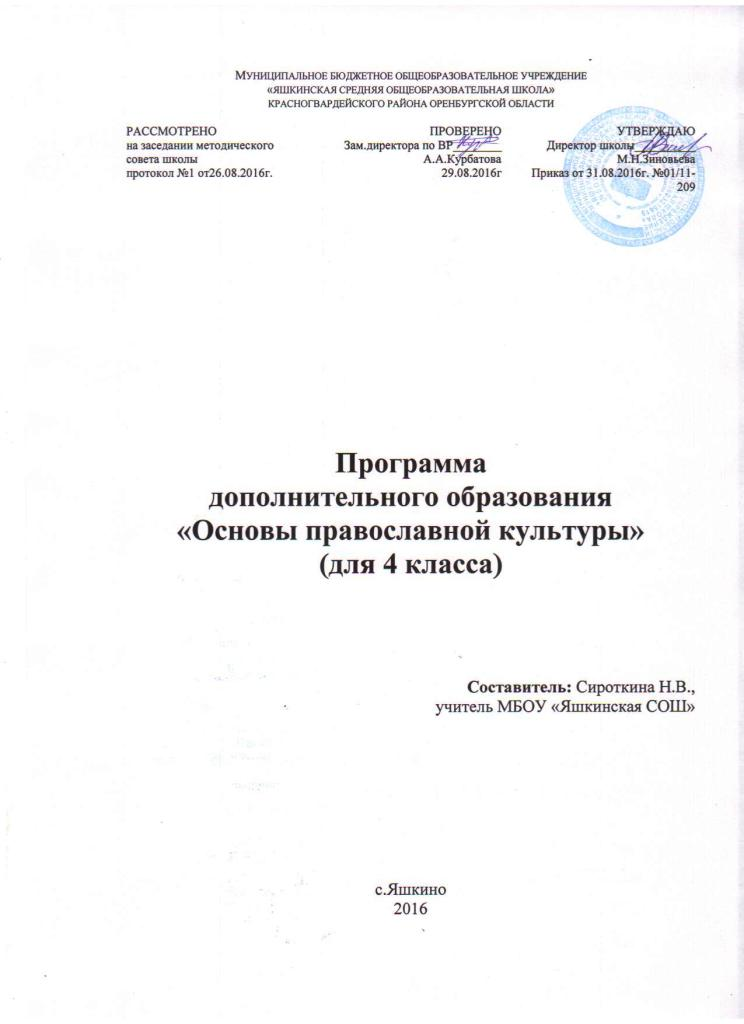 МУНИЦИПАЛЬНОЕ БЮДЖЕТНОЕ ОБЩЕОБРАЗОВАТЕЛЬНОЕ УЧРЕЖДЕНИЕ
«ЯШКИНСКАЯ СРЕДНЯЯ ОБЩЕОБРАЗОВАТЕЛЬНАЯ ШКОЛА»
КРАСНОГВАРДЕЙСКОГО РАЙОНА ОРЕНБУРГСКОЙ ОБЛАСТИ
РАССМОТРЕНО
на заседании методического
совета школы
протокол №1 от26.08.2016г.
ПРОВЕРЕНО
Зам.директора по ВР
А.А.Курбатова
29.08.2016г
УТВЕРЖДАЮ
Директор школы
М.Н.Зиновьева
Приказ от 31.08.2016г. №01/11-
209
Программа
дополнительного образования
«Основы православной культуры»
(для 4 класса)
Составитель: Сироткина Н.В.,
учитель МБОУ «Яшкинская СОШ»
с.Яшкино
2016